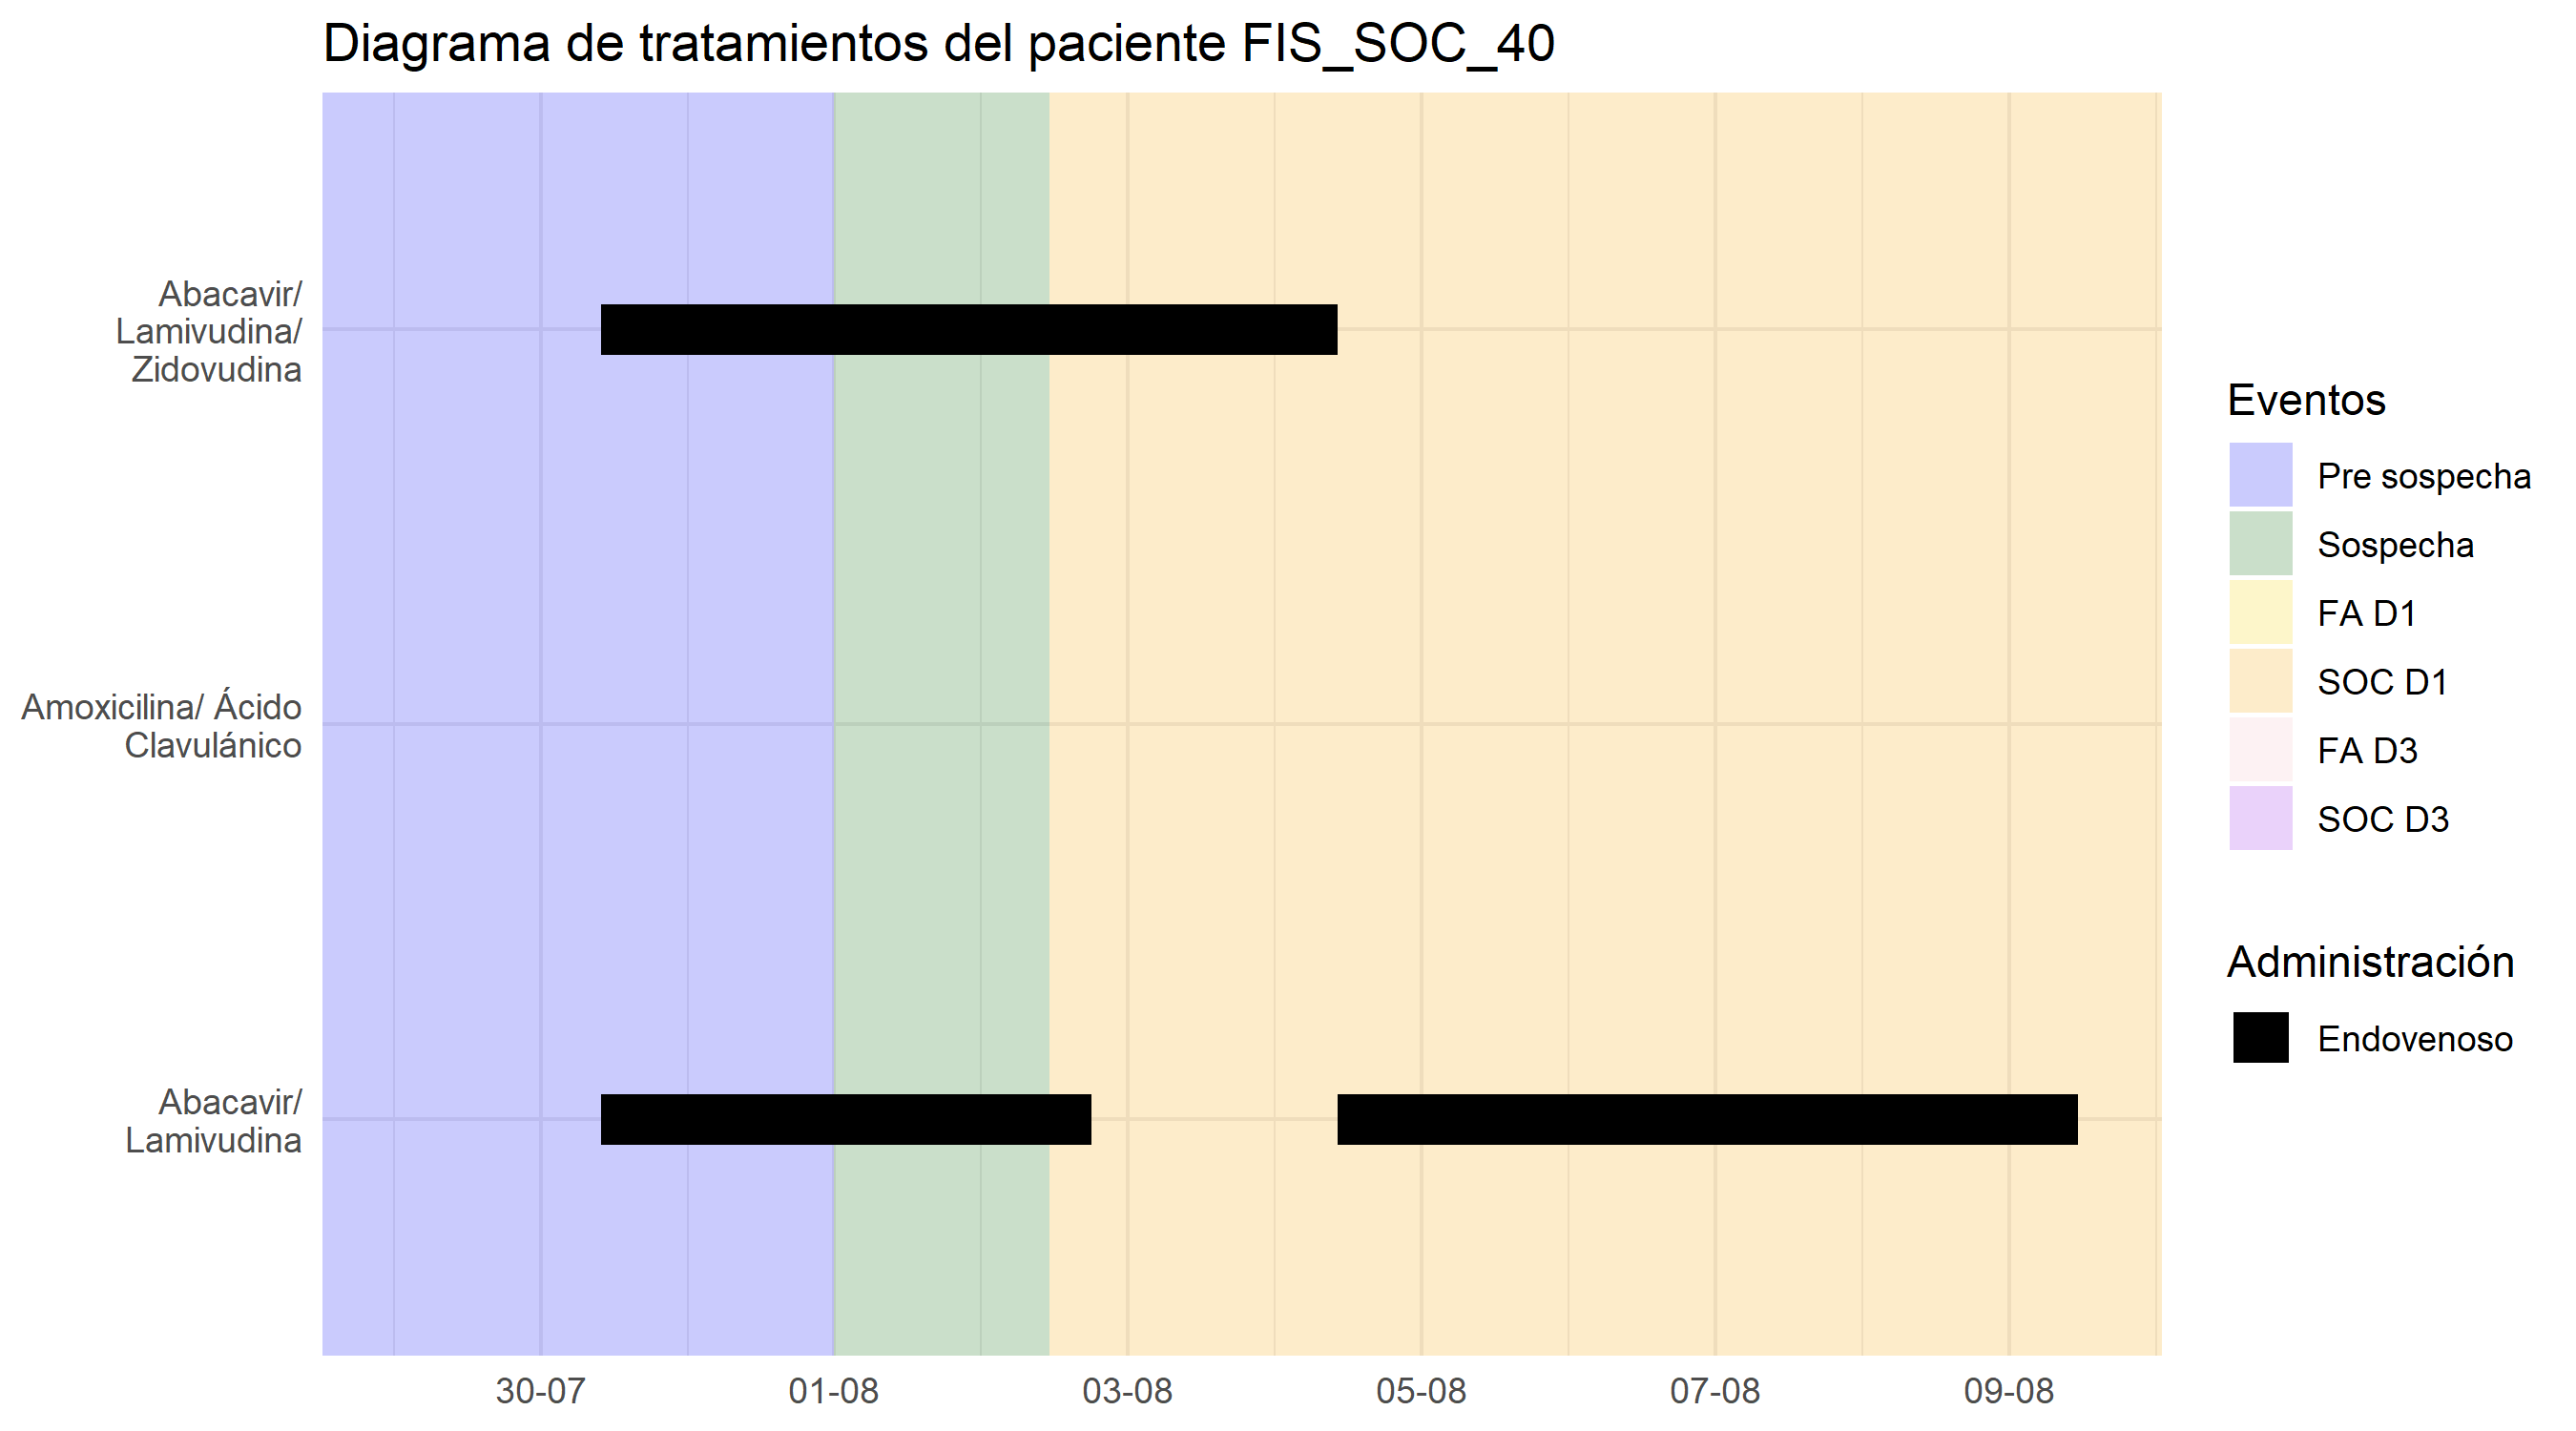 Diagrama de tratamientos del paciente FIS_SOC_40
Abacavir/
Lamivudina/
Zidovudina
Amoxicilina/ Ácido
Clavulánico
Abacavir/
Lamivudina
30-07
01-08
03-08
05-08
07-08
09-08
Eventos
Pre sospecha
Sospecha
FA D1
SOC D1
FA D3
SOC D3
Administración
Endovenoso